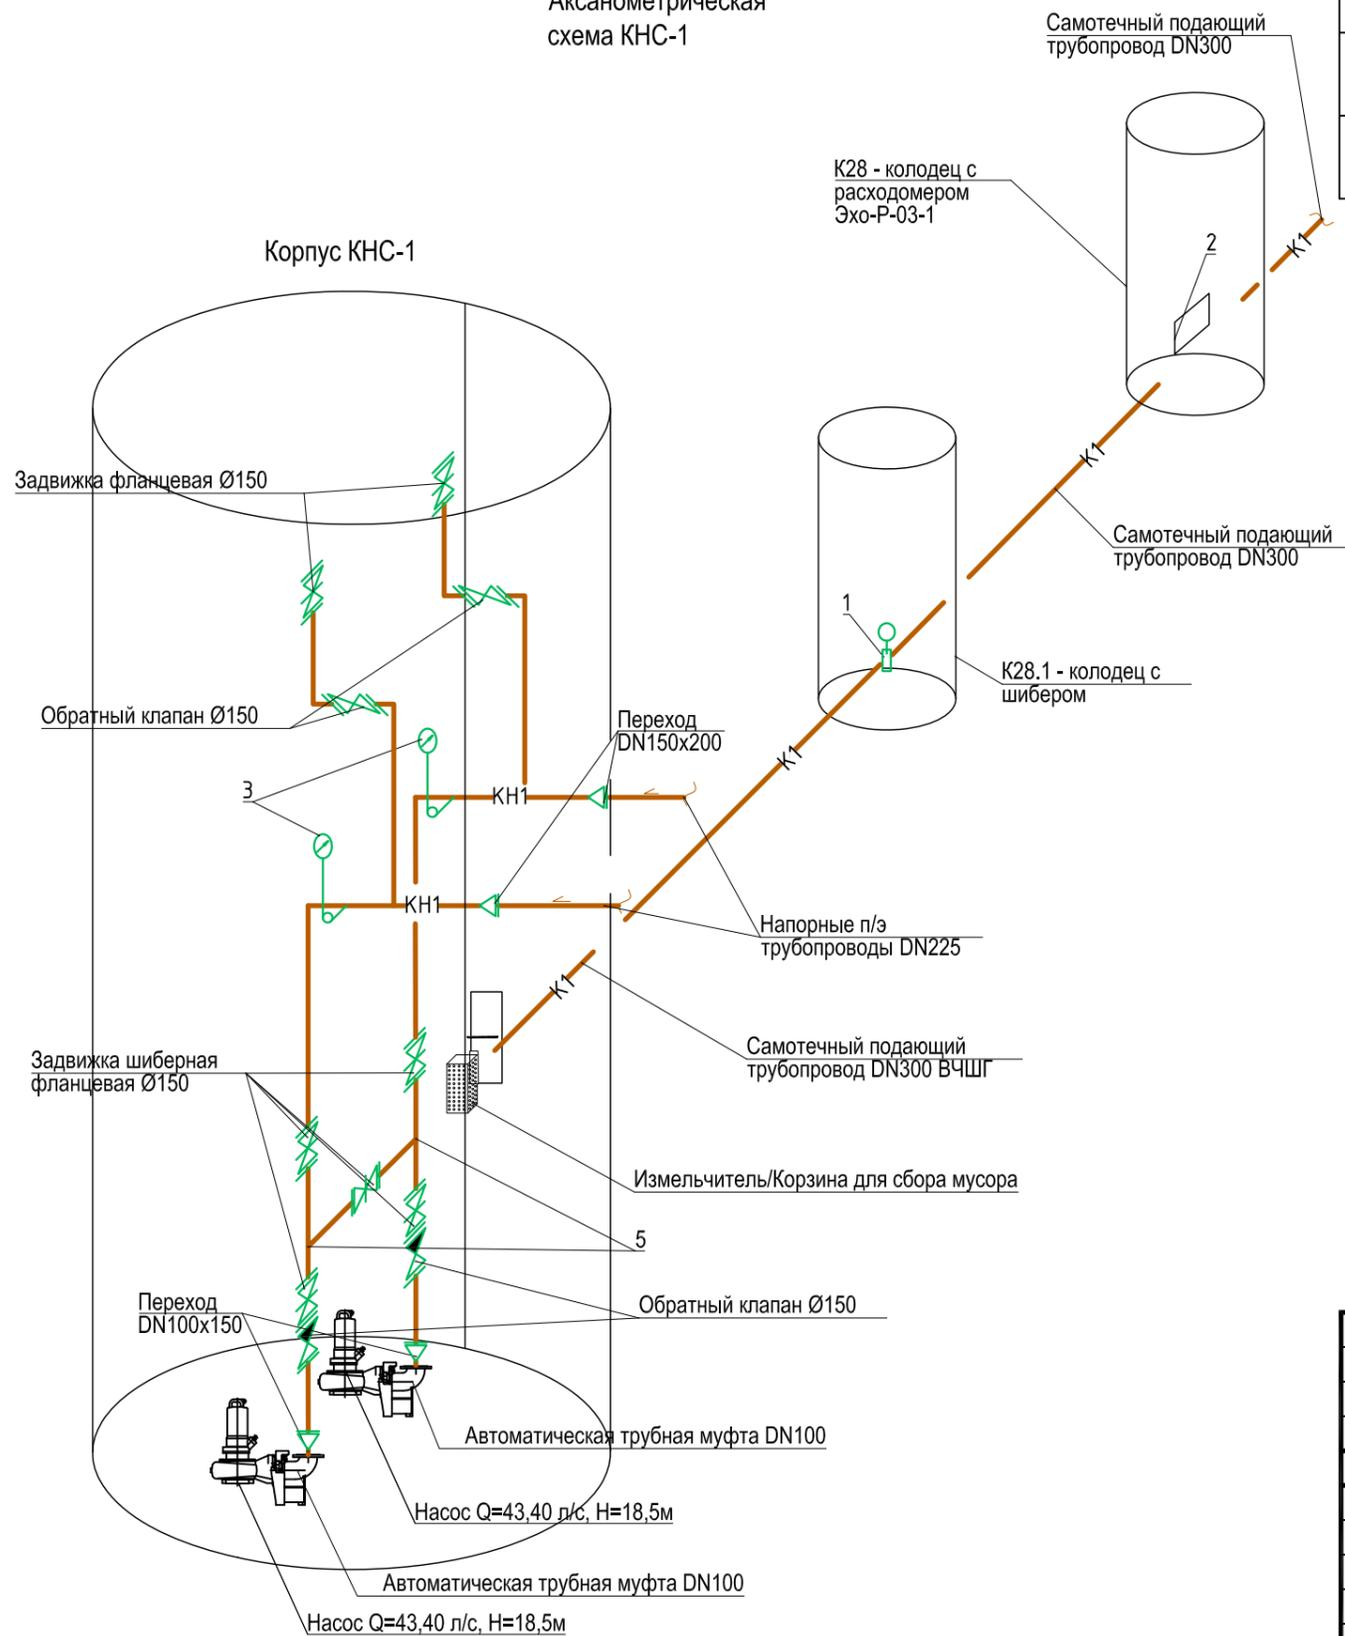 Аксанометрическая
схема КНС-1
Самотечный подающий
трубопровод DN300
К28 - колодец с
расходомером
Эхо-Р-03-1
К1
2
Корпус КНС-1
К1
Задвижка фланцевая Ø150
Самотечный подающий
трубопровод DN300
1
К28.1 - колодец с
шибером
Обратный клапан Ø150
Переход
DN150x200
К1
3
КН1
КН1
Напорные п/э
трубопроводы DN225
К1
Самотечный подающий
трубопровод DN300 ВЧШГ
Задвижка шиберная
фланцевая Ø150
Измельчитель/Корзина для сбора мусора
5
Переход
DN100x150
Обратный клапан Ø150
Автоматическая трубная муфта DN100
Насос Q=43,40 л/с, Н=18,5м
Автоматическая трубная муфта DN100
Насос Q=43,40 л/с, Н=18,5м